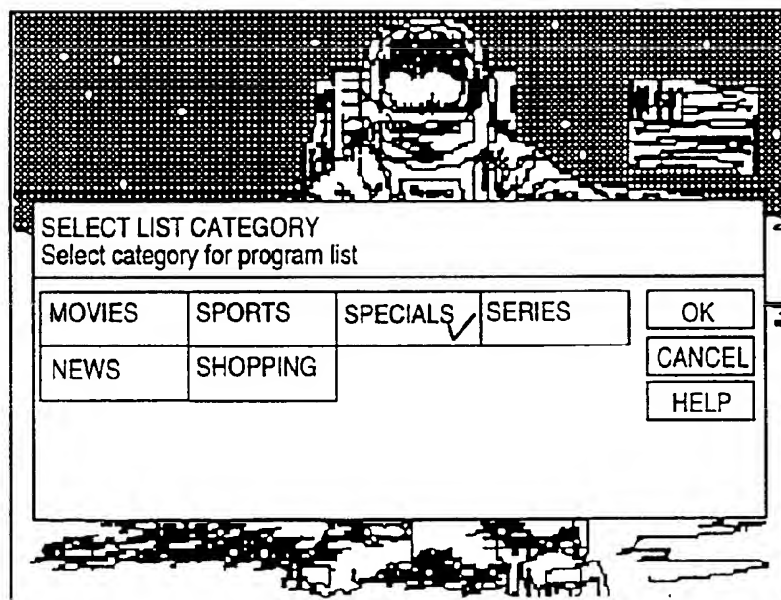 SELECT LIST CATEGORY
Select category for program list
MOVIES SPORTS SPECIALS SERIES OK
NEWS SHOPPING CANCEL
HELP